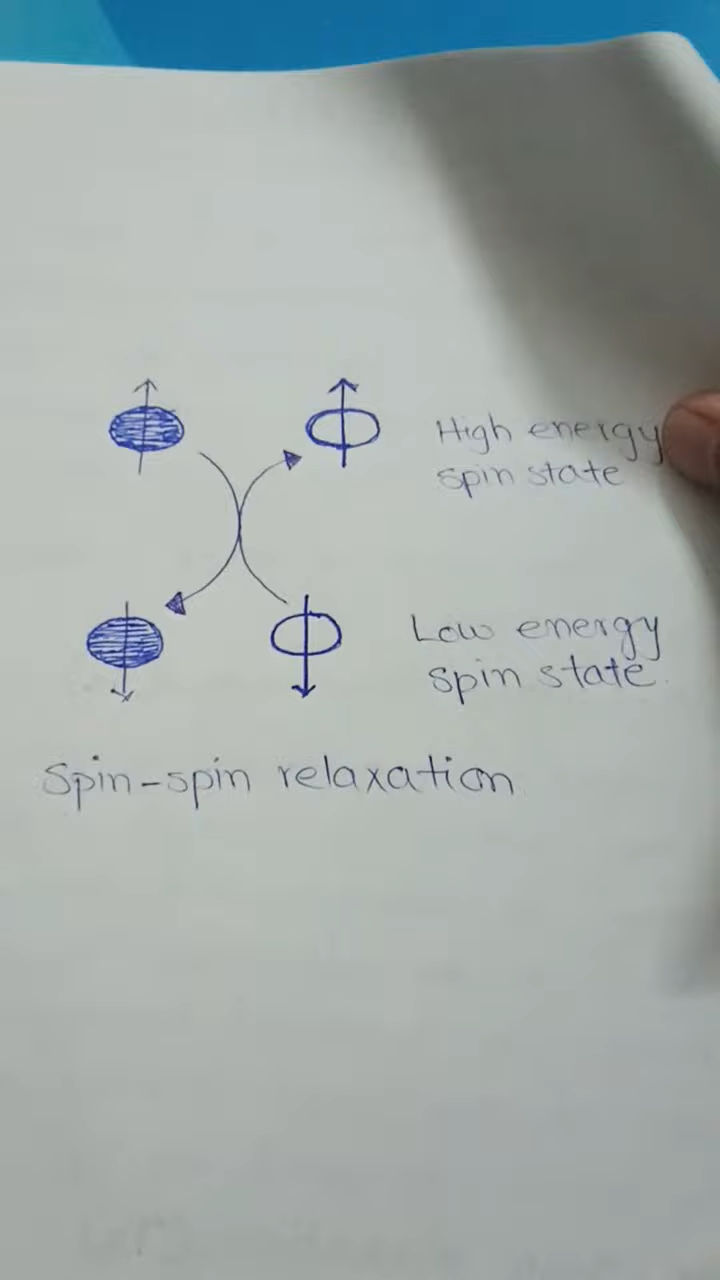 High energy
spin state
Low energy
spin state.
Spin-spin relaxation